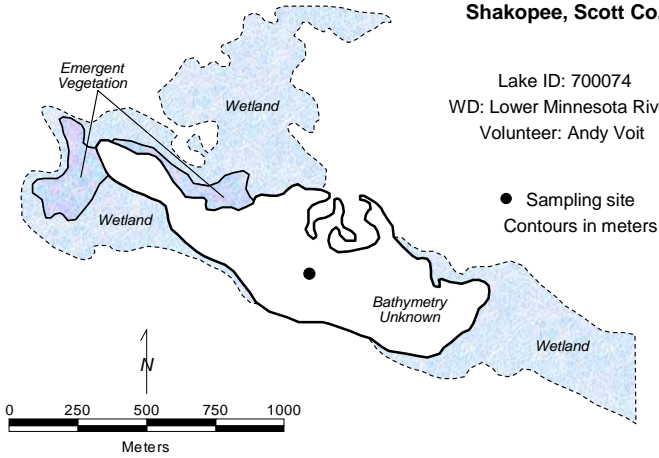 Shakopee, Scott Co.
Lake ID: 700074
WD: Lower Minnesota Riv
Volunteer: Andy Voit
Sampling site
Contours in meters
Emergent
Vegetation
Wetland
Wetland
Bathymetry
Unknown
Wetland
N
0 250 500 750 1000
Meters